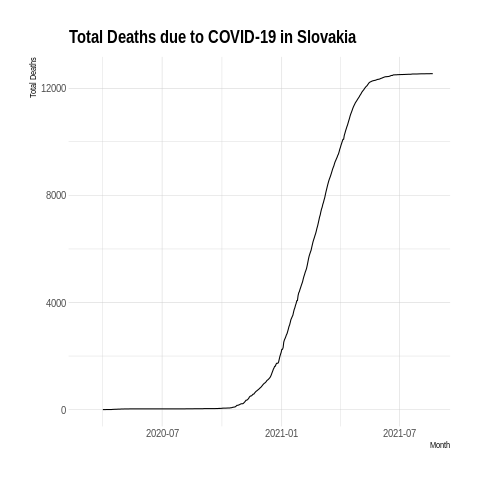 Total Deaths due to COVID-19 in Slovakia
Total Deaths
12000
8000
4000
0
2020-07 2021-01 2021-07
Month